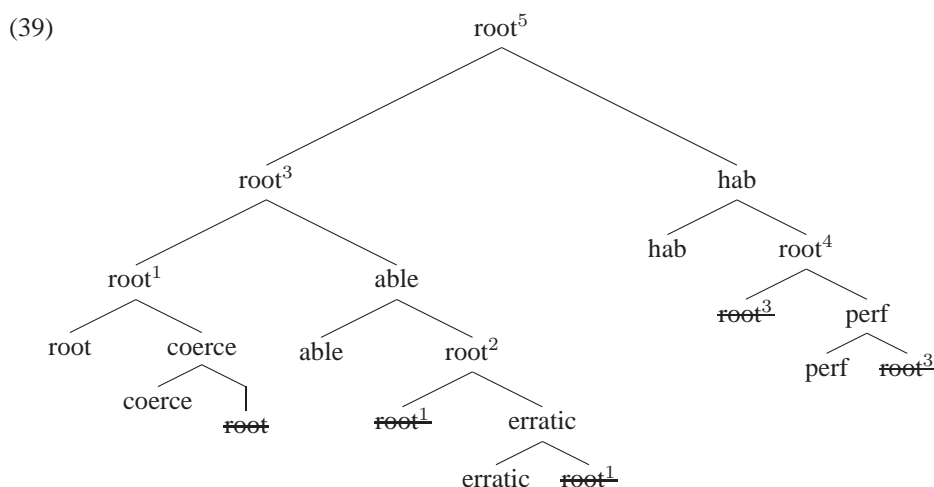 (39)
root⁵
root³ hab
root¹ able hab root⁴
root coerce able root² root³ perf
coerce root root¹ erratic perf root³
erratic root¹